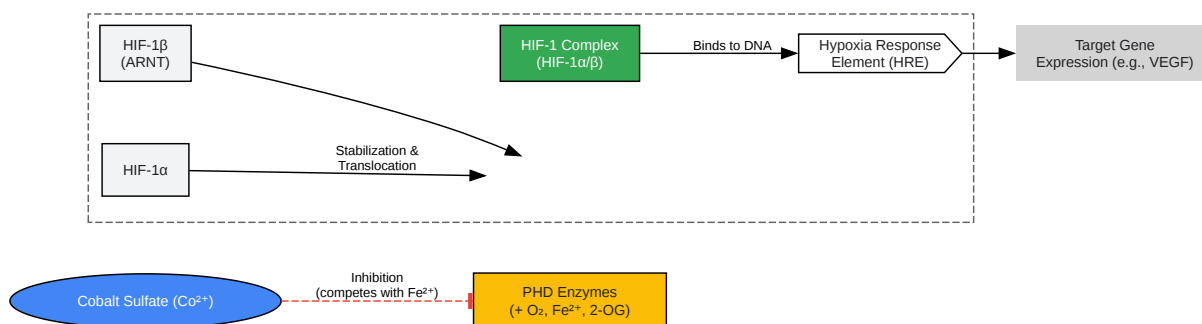 HIF-1β
(ARNT)
HIF-1 Complex
(HIF-1α/β)
Binds to DNA
Hypoxia Response
Element (HRE)
Target Gene
Expression (e.g., VEGF)
HIF-1α
Stabilization &
Translocation
Cobalt Sulfate (Co²⁺)
Inhibition
(competes with Fe²⁺)
PHD Enzymes
(+ O₂, Fe²⁺, 2-OG)